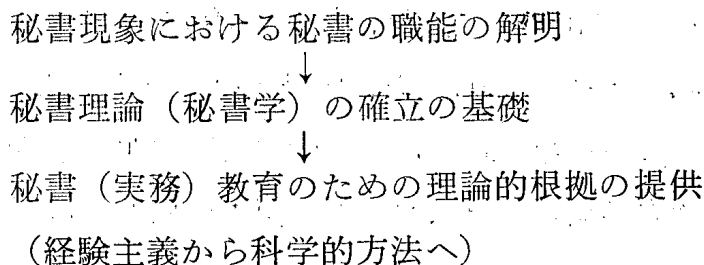 秘書現象における秘書の職能の解明
↓
秘書理論（秘書学）の確立の基礎
↓
秘書（実務）教育のための理論的根拠の提供
（経験主義から科学的方法へ）